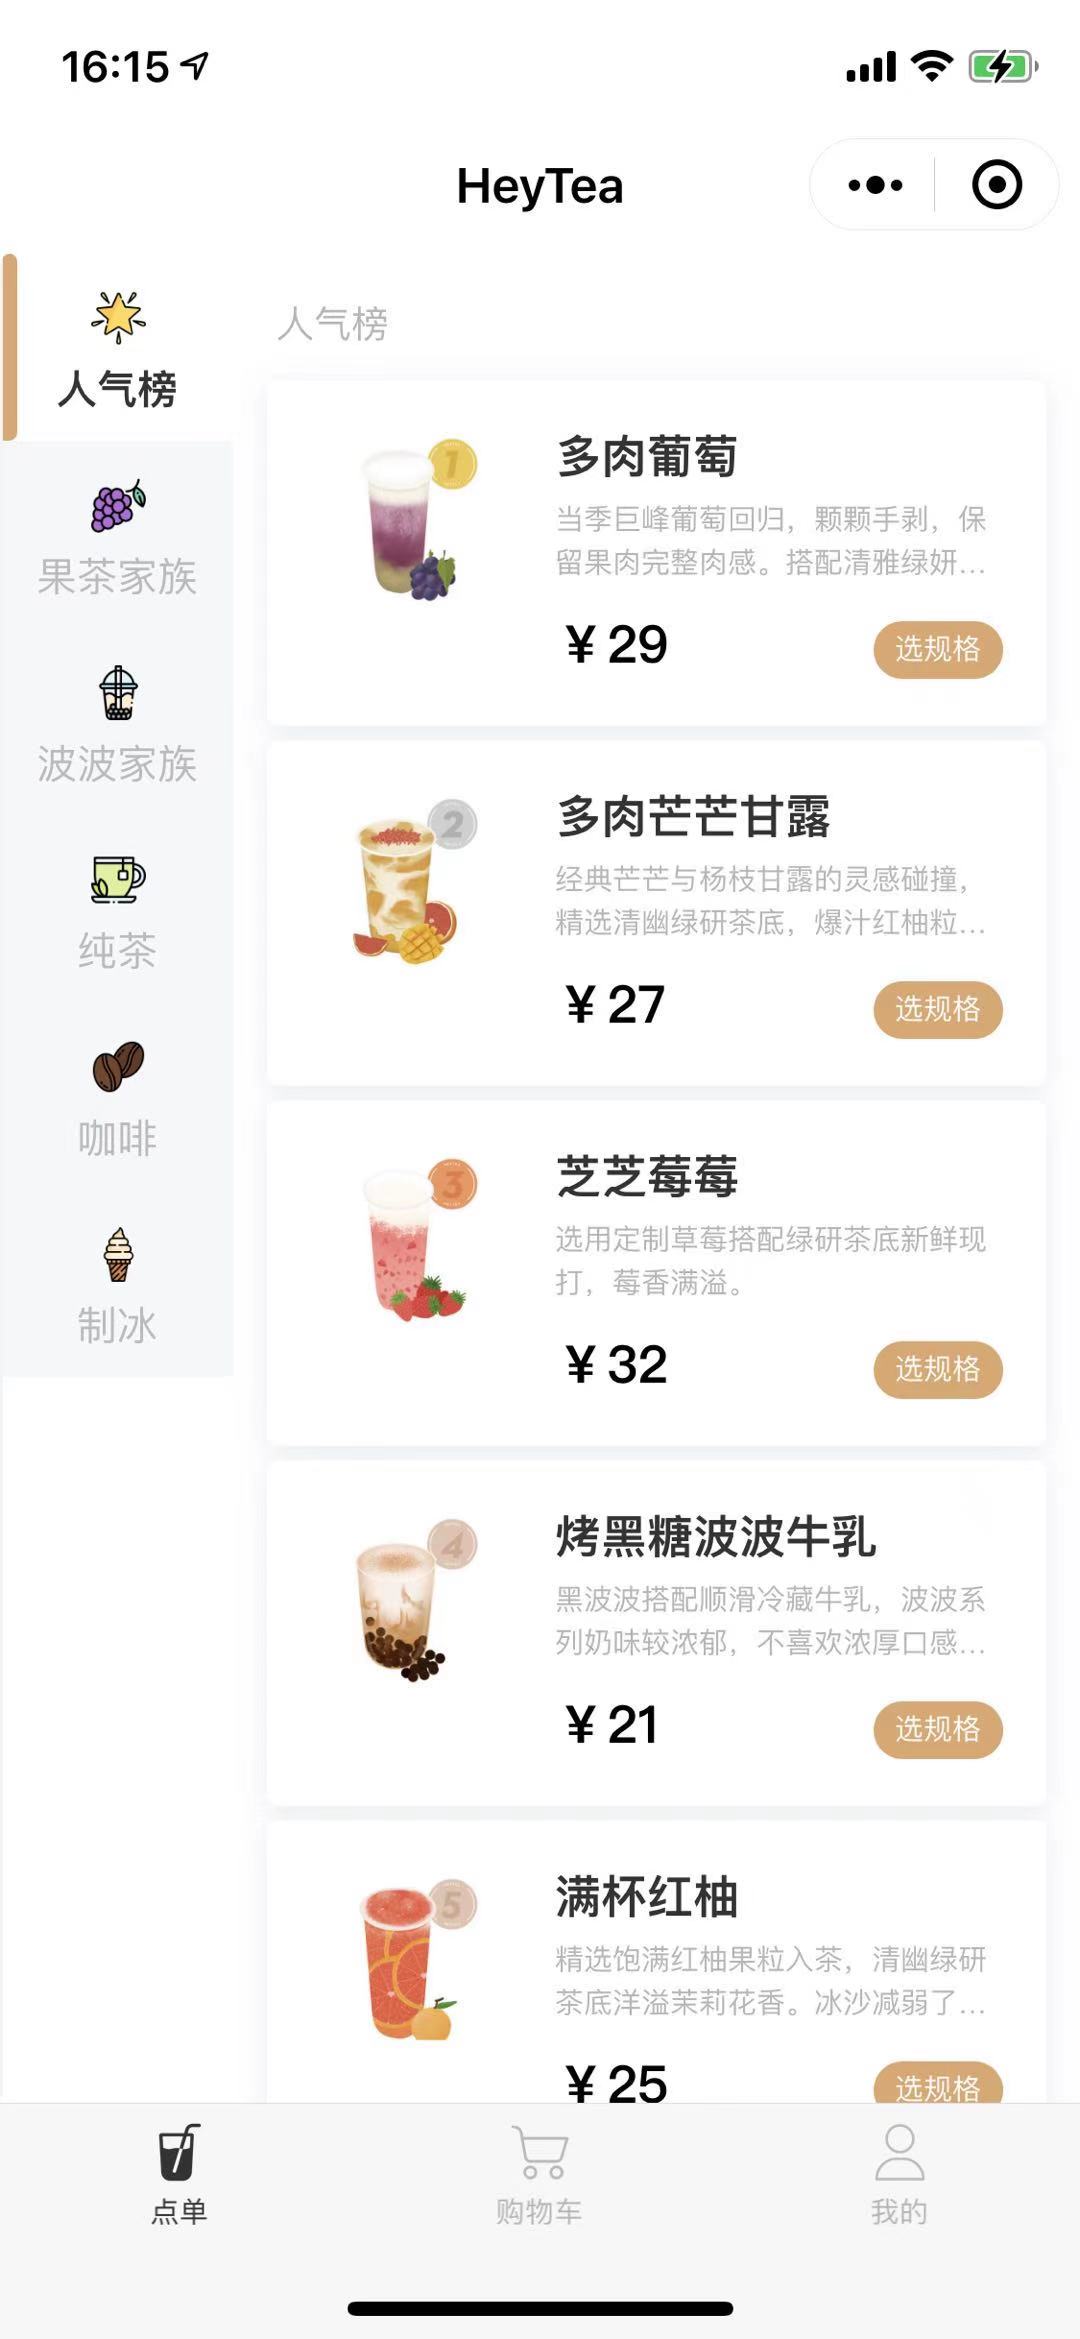 16:15
HeyTea
人气榜
果茶家族
波波家族
纯茶
咖啡
制冰
人气榜
1
多肉葡萄
当季巨峰葡萄回归，颗颗手剥，保
留果肉完整肉感。搭配清雅绿妍...
¥ 29
选规格
2
多肉芒芒甘露
经典芒芒与杨枝甘露的灵感碰撞，
精选清幽绿研茶底，爆汁红柚粒...
¥ 27
选规格
3
芝芝莓莓
选用定制草莓搭配绿研茶底新鲜现
打，莓香满溢。
¥ 32
选规格
4
烤黑糖波波牛乳
黑波波搭配顺滑冷藏牛乳，波波系
列奶味较浓郁，不喜欢浓厚口感...
¥ 21
选规格
5
满杯红柚
精选饱满红柚果粒入茶，清幽绿研
茶底洋溢茉莉花香。冰沙减弱了...
¥ 25
选规格
点单
购物车
我的